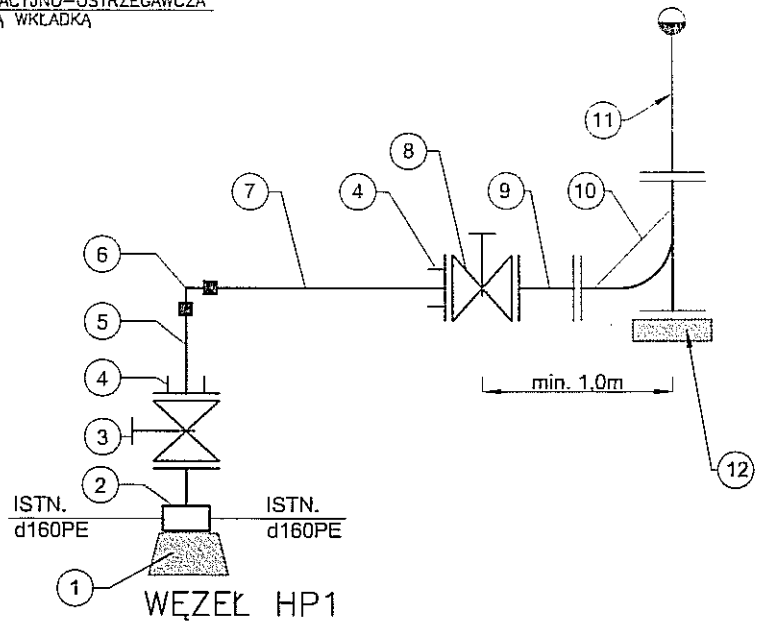 WKŁADKĄ
11
8
7
4
9
10
6
5
4
min. 1,0m
3
12
2
ISTN.
d160PE
ISTN.
d160PE
1
WĘZEŁ HP1